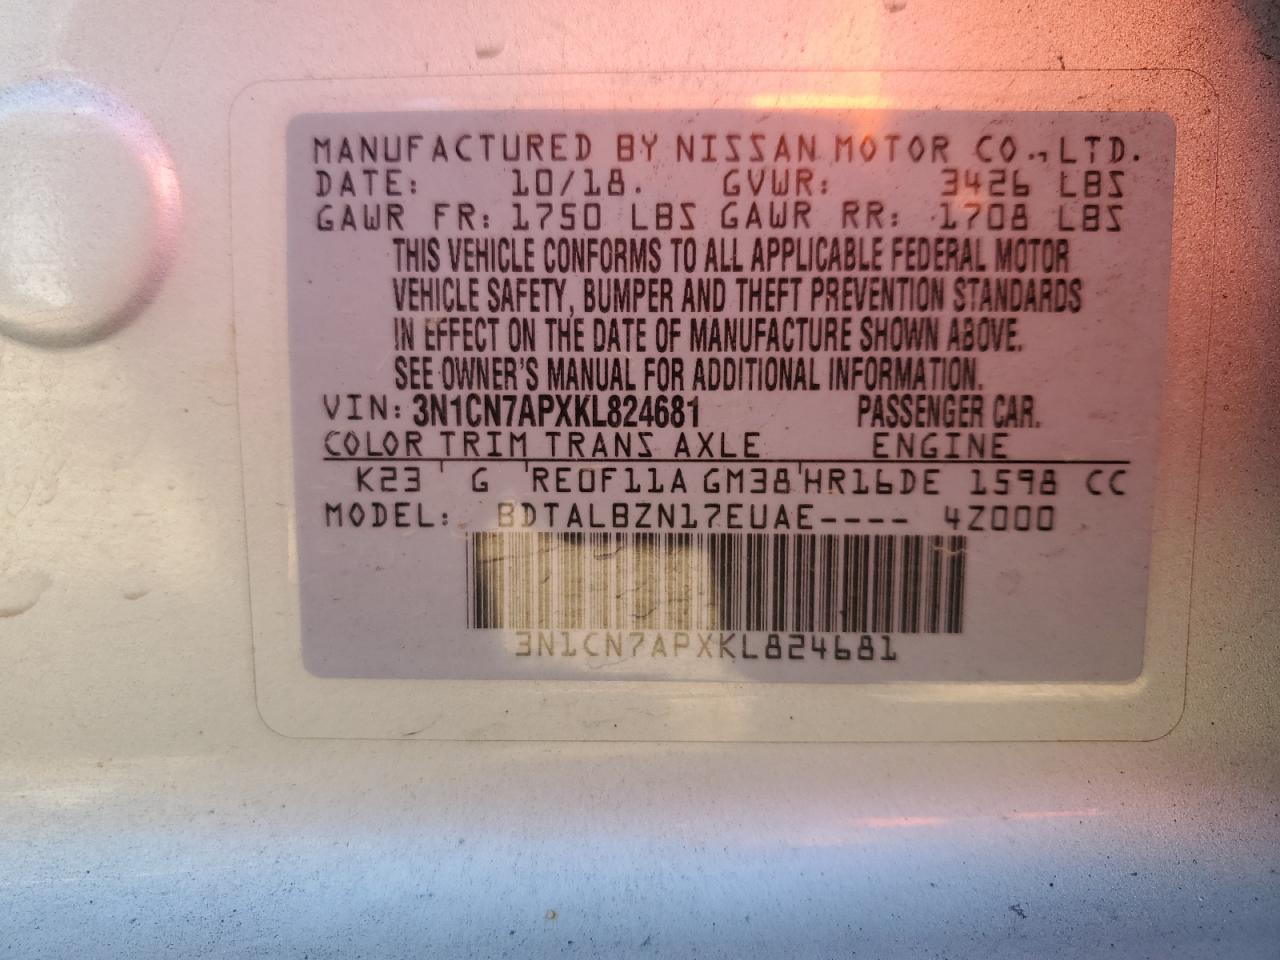 MANUFACTURED BY NISSAN MOTOR CO., LTD.
DATE: 10/18. GVWR: 3426 LBS
GAWR FR: 1750 LBS GAWR RR: 1708 LBS
THIS VEHICLE CONFORMS TO ALL APPLICABLE FEDERAL MOTOR
VEHICLE SAFETY, BUMPER AND THEFT PREVENTION STANDARDS
IN EFFECT ON THE DATE OF MANUFACTURE SHOWN ABOVE.
SEE OWNER'S MANUAL FOR ADDITIONAL INFORMATION.
VIN: 3N1CN7APXKL824681 PASSENGER CAR.
COLOR TRIM TRANS AXLE ENGINE
K23 G RE0F11A GM38 HR16DE 1598 CC
MODEL: BDTALBZN17EUAE---- 4Z000
3N1CN7APXKL824681